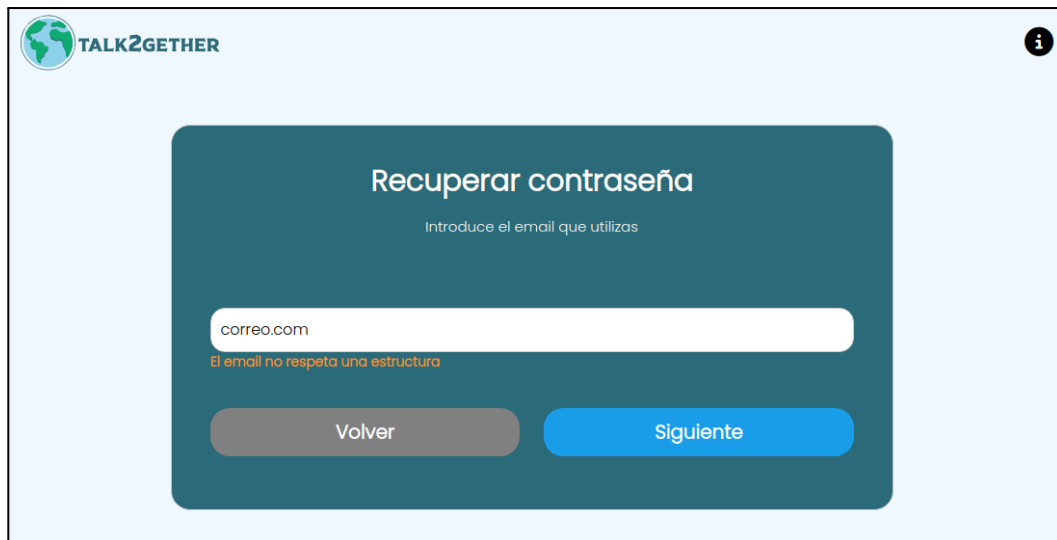 TALK2GETHER
Recuperar contraseña
Introduce el email que utilizas
correo.com
El email no respeta una estructura
Volver
Siguiente